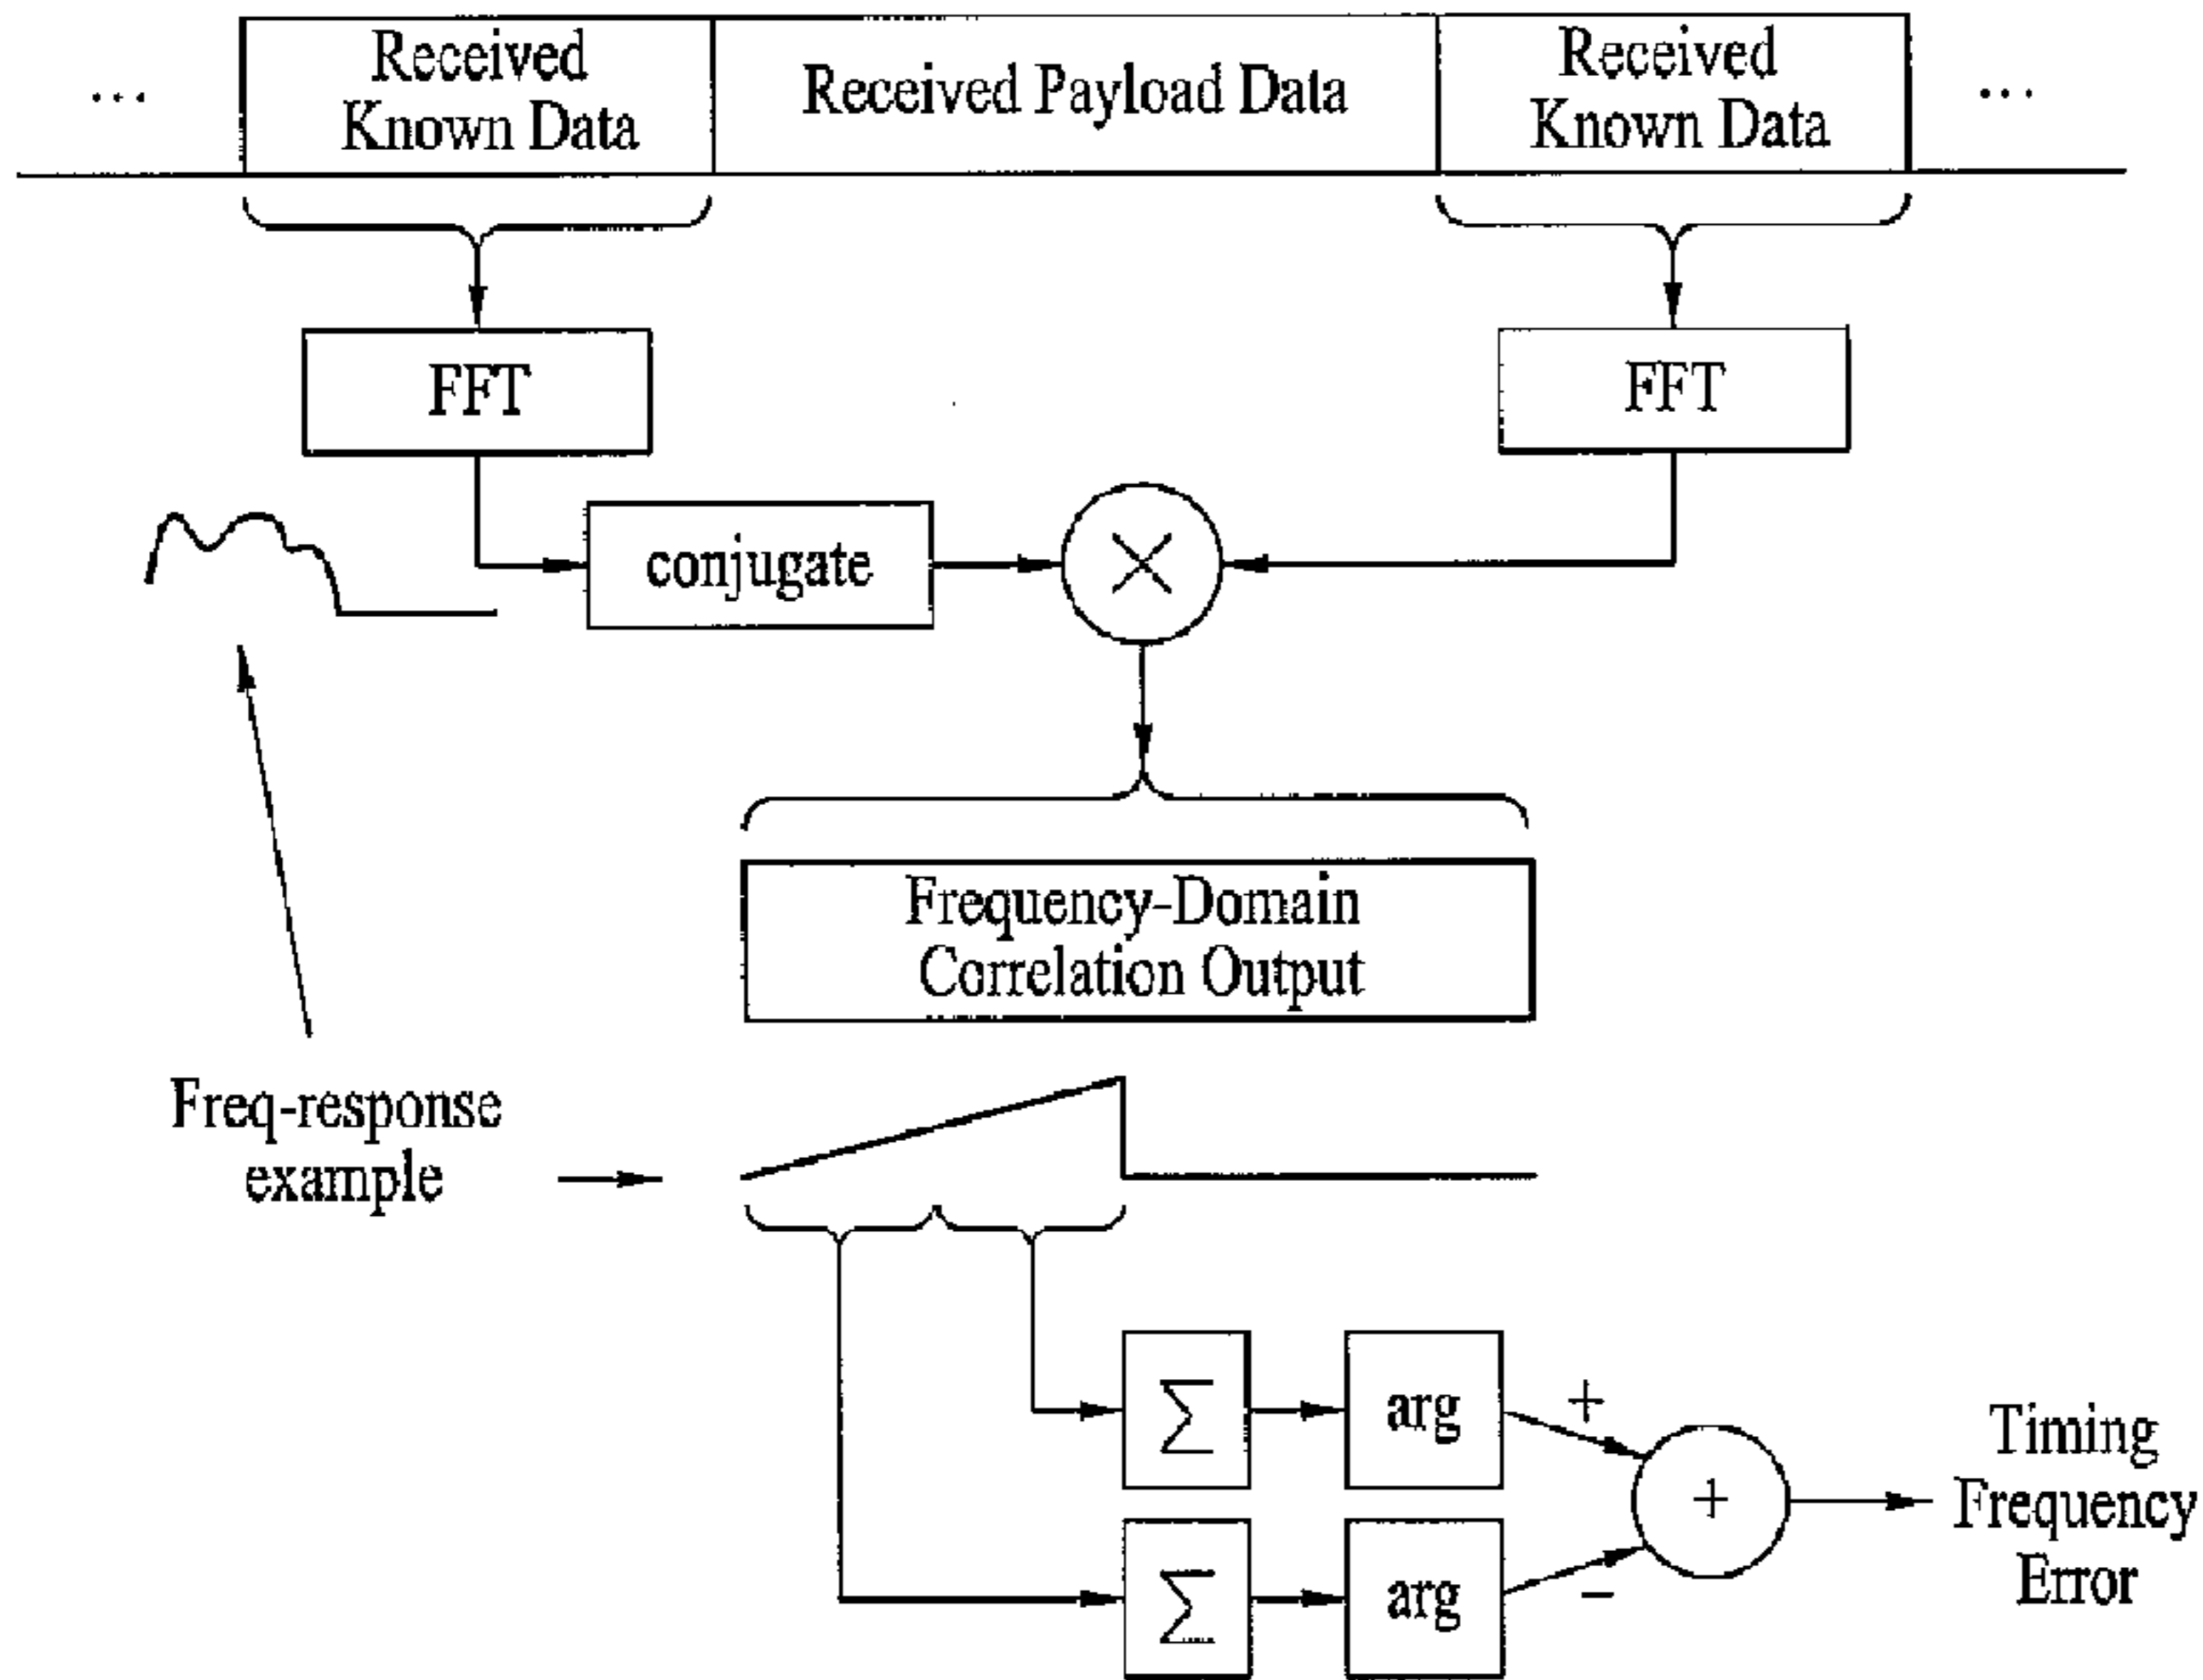 ...
Received
Known Data
Received Payload Data
Received
Known Data
...
FFT
FFT
conjugate
×
Frequency-Domain
Correlation Output
Freq-response
example
∑
arg
+
+
Timing
Frequency
Error
∑
arg
−